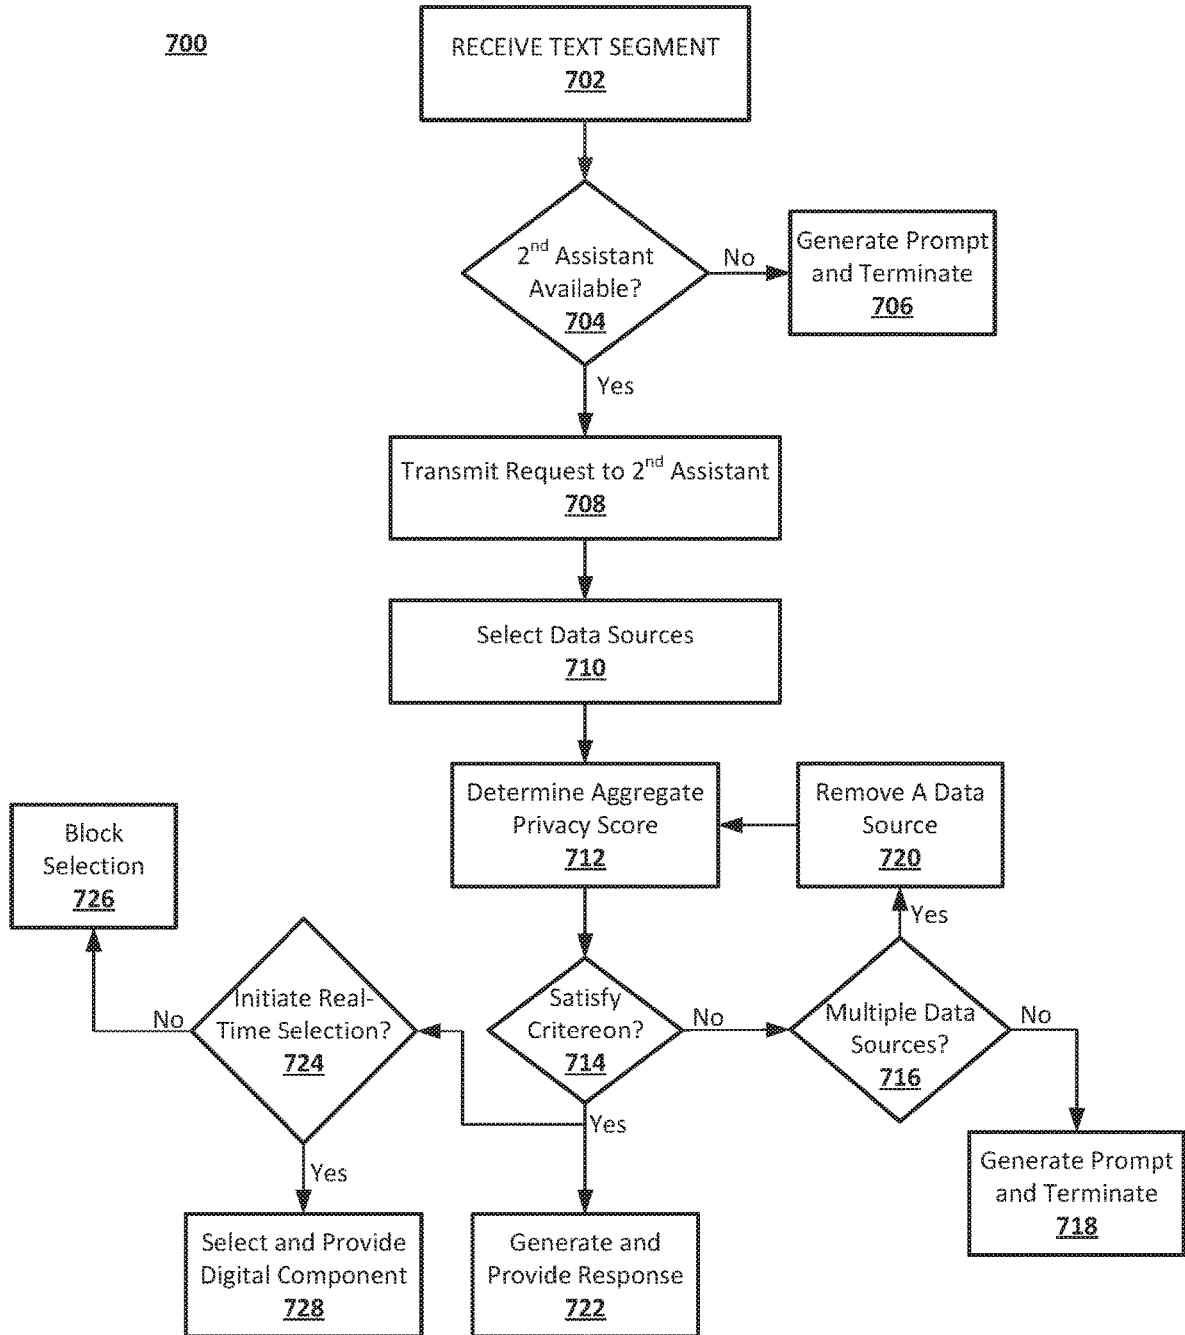 700
RECEIVE TEXT SEGMENT
702
2nd Assistant
Available?
704
No
Generate Prompt
and Terminate
706
Yes
Transmit Request to 2nd Assistant
708
Select Data Sources
710
Determine Aggregate
Privacy Score
712
Remove A Data
Source
720
Block
Selection
726
Yes
Initiate Real-
Time Selection?
724
No
Satisfy
Critereon?
714
No
Multiple Data
Sources?
716
No
Yes
Yes
Generate Prompt
and Terminate
718
Select and Provide
Digital Component
728
Generate and
Provide Response
722